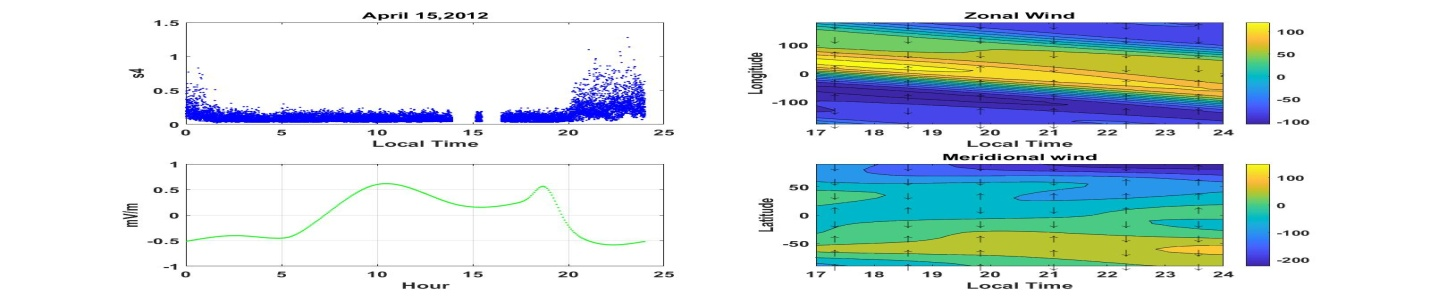 April 15,2012
1.5
1
0.5
0
s4
0 5 10 15 20 25
Local Time
1
0.5
0
-0.5
-1
mV/m
0 5 10 15 20 25
Hour
Zonal Wind
100
0
-100
Longitude
17 18 19 20 21 22 23 24
Local Time
100
50
0
-50
-100
Meridional wind
50
0
-50
Latitude
17 18 19 20 21 22 23 24
Local Time
100
0
-100
-200